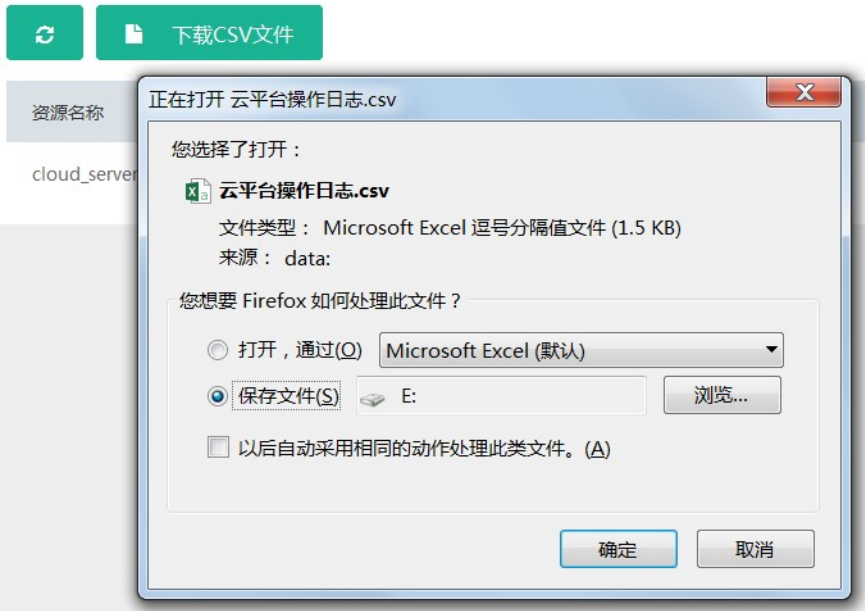 下载CSV文件
资源名称
cloud_server
正在打开 云平台操作日志.csv
您选择了打开：
云平台操作日志.csv
文件类型： Microsoft Excel 逗号分隔值文件 (1.5 KB)
来源： data:
您想要 Firefox 如何处理此文件？
打开，通过(O) Microsoft Excel (默认)
保存文件(S) E: 浏览...
以后自动采用相同的动作处理此类文件。(A)
确定 取消